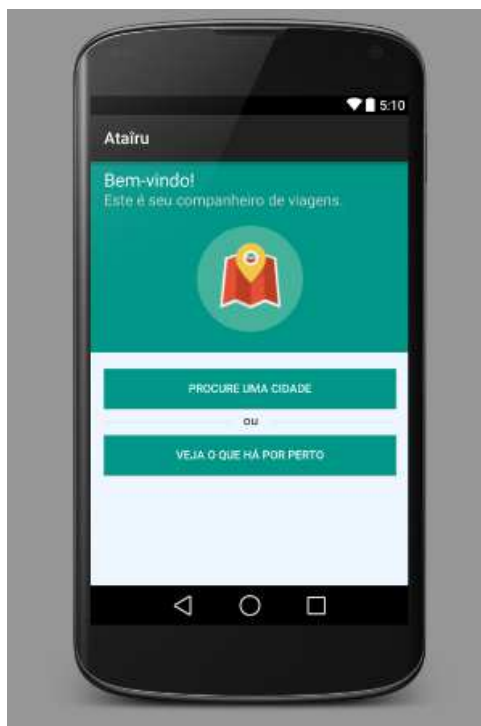 5:10
Ataîru
Bem-vindo!
Este é seu companheiro de viagens.
PROCURE UMA CIDADE
ou
VEJA O QUE HÁ POR PERTO